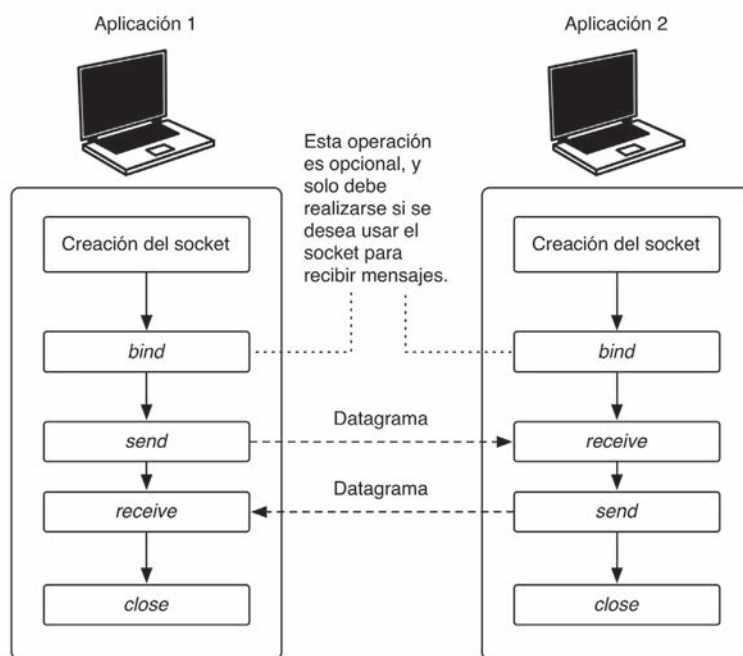 Aplicación 1
Aplicación 2
Esta operación
es opcional, y
solo debe
realizarse si se
desea usar el
socket para
recibir mensajes.
Creación del socket
bind
send
receive
close
Creación del socket
bind
receive
send
close
Datagrama
Datagrama